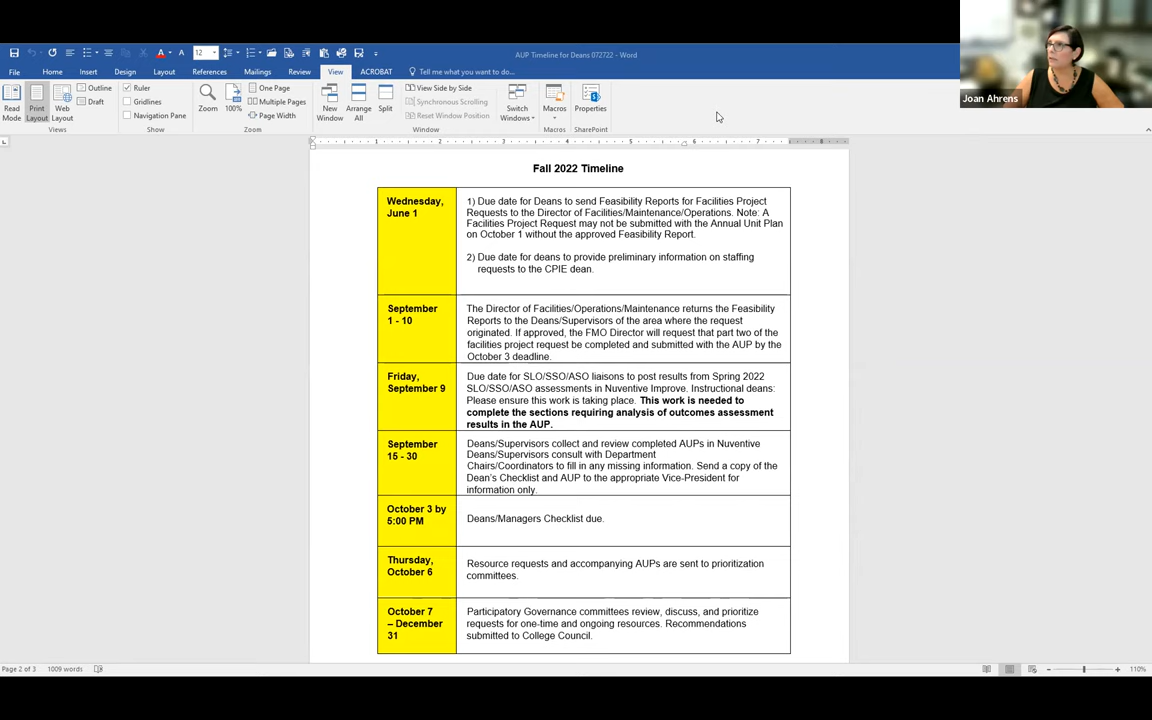 AUP Timeline for Deans 072722 - Word
12
File Home Insert Design Layout References Mailings Review View ACROBAT Tell me what you want to do...
Read Mode
Print Layout
Web Layout
Outline
Draft
Views
Ruler
Gridlines
Navigation Pane
Show
Zoom
100%
One Page
Multiple Pages
Page Width
Zoom
New Window
Arrange All
Split
View Side by Side
Synchronous Scrolling
Reset Window Position
Window
Switch Windows
Macros
Macros
Properties
SharePoint
Joan Ahrens
1 2 3 4 5 6 7 8
Fall 2022 Timeline
Wednesday,
June 1
1) Due date for Deans to send Feasibility Reports for Facilities Project
Requests to the Director of Facilities/Maintenance/Operations. Note: A
Facilities Project Request may not be submitted with the Annual Unit Plan
on October 1 without the approved Feasibility Report.
2) Due date for deans to provide preliminary information on staffing
requests to the CPIE dean.
September
1 - 10
The Director of Facilities/Operations/Maintenance returns the Feasibility
Reports to the Deans/Supervisors of the area where the request
originated. If approved, the FMO Director will request that part two of the
facilities project request be completed and submitted with the AUP by the
October 3 deadline.
Friday,
September 9
Due date for SLO/SSO/ASO liaisons to post results from Spring 2022
SLO/SSO/ASO assessments in Nuventive Improve. Instructional deans:
Please ensure this work is taking place. This work is needed to
complete the sections requiring analysis of outcomes assessment
results in the AUP.
September
15 - 30
Deans/Supervisors collect and review completed AUPs in Nuventive
Deans/Supervisors consult with Department
Chairs/Coordinators to fill in any missing information. Send a copy of the
Dean's Checklist and AUP to the appropriate Vice-President for
information only.
October 3 by
5:00 PM
Deans/Managers Checklist due.
Thursday,
October 6
Resource requests and accompanying AUPs are sent to prioritization
committees.
October 7
– December
31
Participatory Governance committees review, discuss, and prioritize
requests for one-time and ongoing resources. Recommendations
submitted to College Council.
Page 2 of 3 1009 words
110%